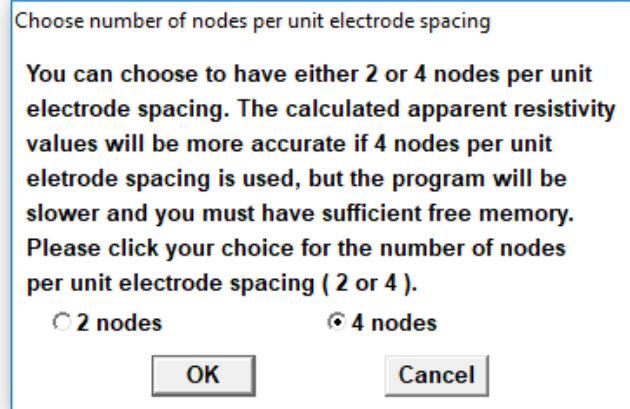 Choose number of nodes per unit electrode spacing
You can choose to have either 2 or 4 nodes per unit
electrode spacing. The calculated apparent resistivity
values will be more accurate if 4 nodes per unit
eletrode spacing is used, but the program will be
slower and you must have sufficient free memory.
Please click your choice for the number of nodes
per unit electrode spacing ( 2 or 4 ).
2 nodes 4 nodes
OK Cancel